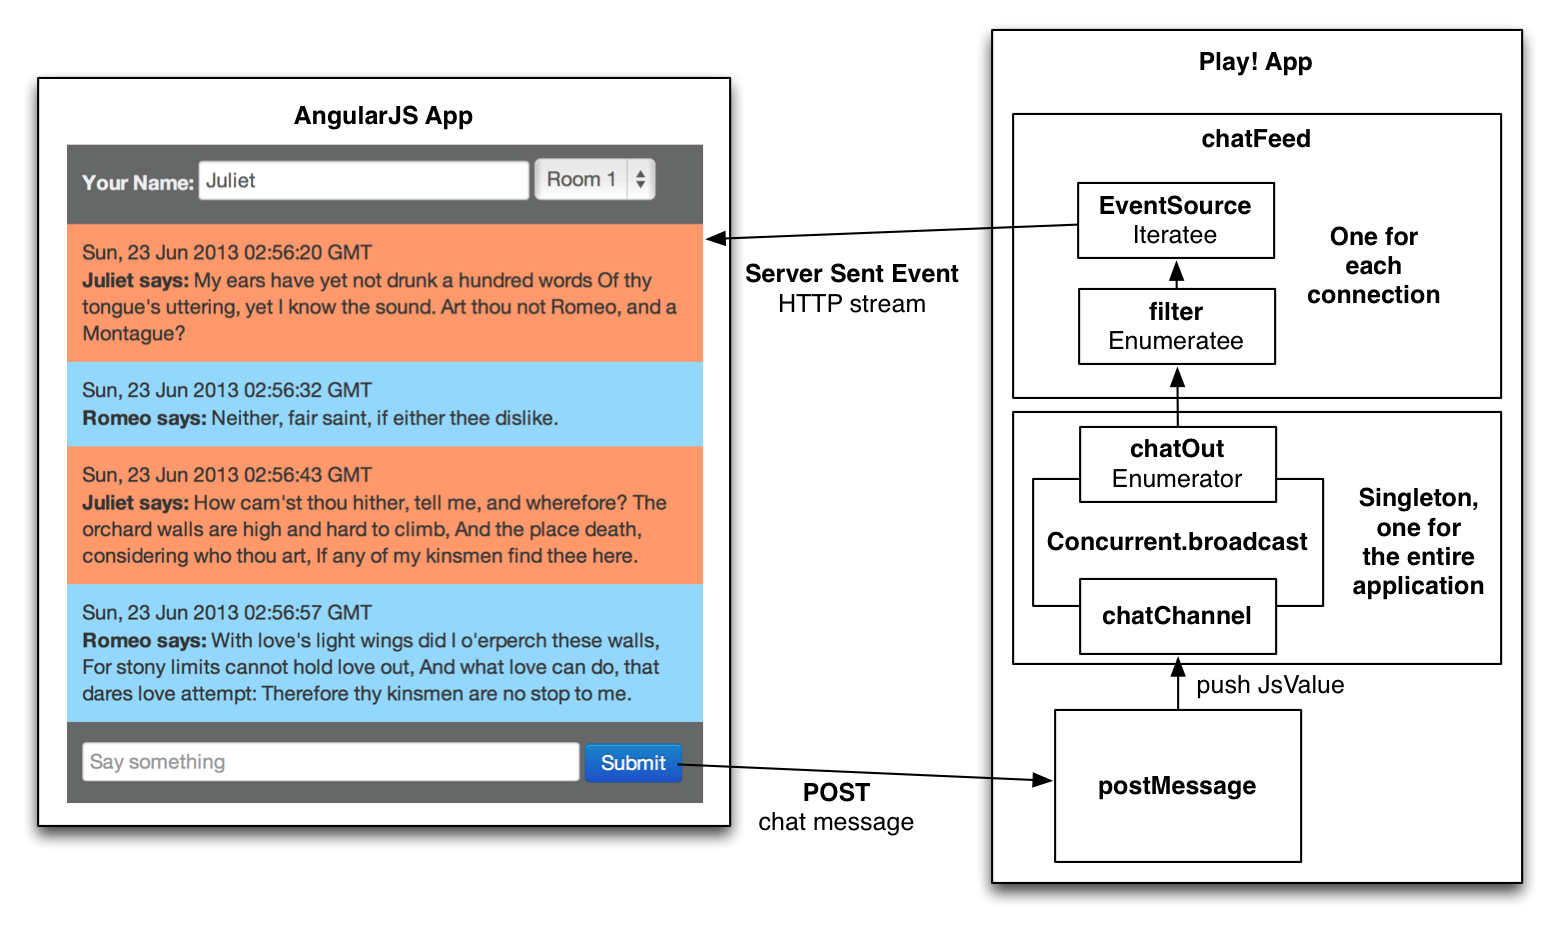 AngularJS App
Your Name: Juliet Room 1
Sun, 23 Jun 2013 02:56:20 GMT
Juliet says: My ears have yet not drunk a hundred words Of thy
tongue's uttering, yet I know the sound. Art thou not Romeo, and a
Montague?
Sun, 23 Jun 2013 02:56:32 GMT
Romeo says: Neither, fair saint, if either thee dislike.
Sun, 23 Jun 2013 02:56:43 GMT
Juliet says: How cam'st thou hither, tell me, and wherefore? The
orchard walls are high and hard to climb, And the place death,
considering who thou art, If any of my kinsmen find thee here.
Sun, 23 Jun 2013 02:56:57 GMT
Romeo says: With love's light wings did I o'erperch these walls,
For stony limits cannot hold love out, And what love can do, that
dares love attempt: Therefore thy kinsmen are no stop to me.
Say something Submit
Server Sent Event
HTTP stream
POST
chat message
Play! App
chatFeed
EventSource
Iteratee
filter
Enumeratee
One for
each
connection
chatOut
Enumerator
Concurrent.broadcast
chatChannel
Singleton,
one for
the entire
application
push JsValue
postMessage